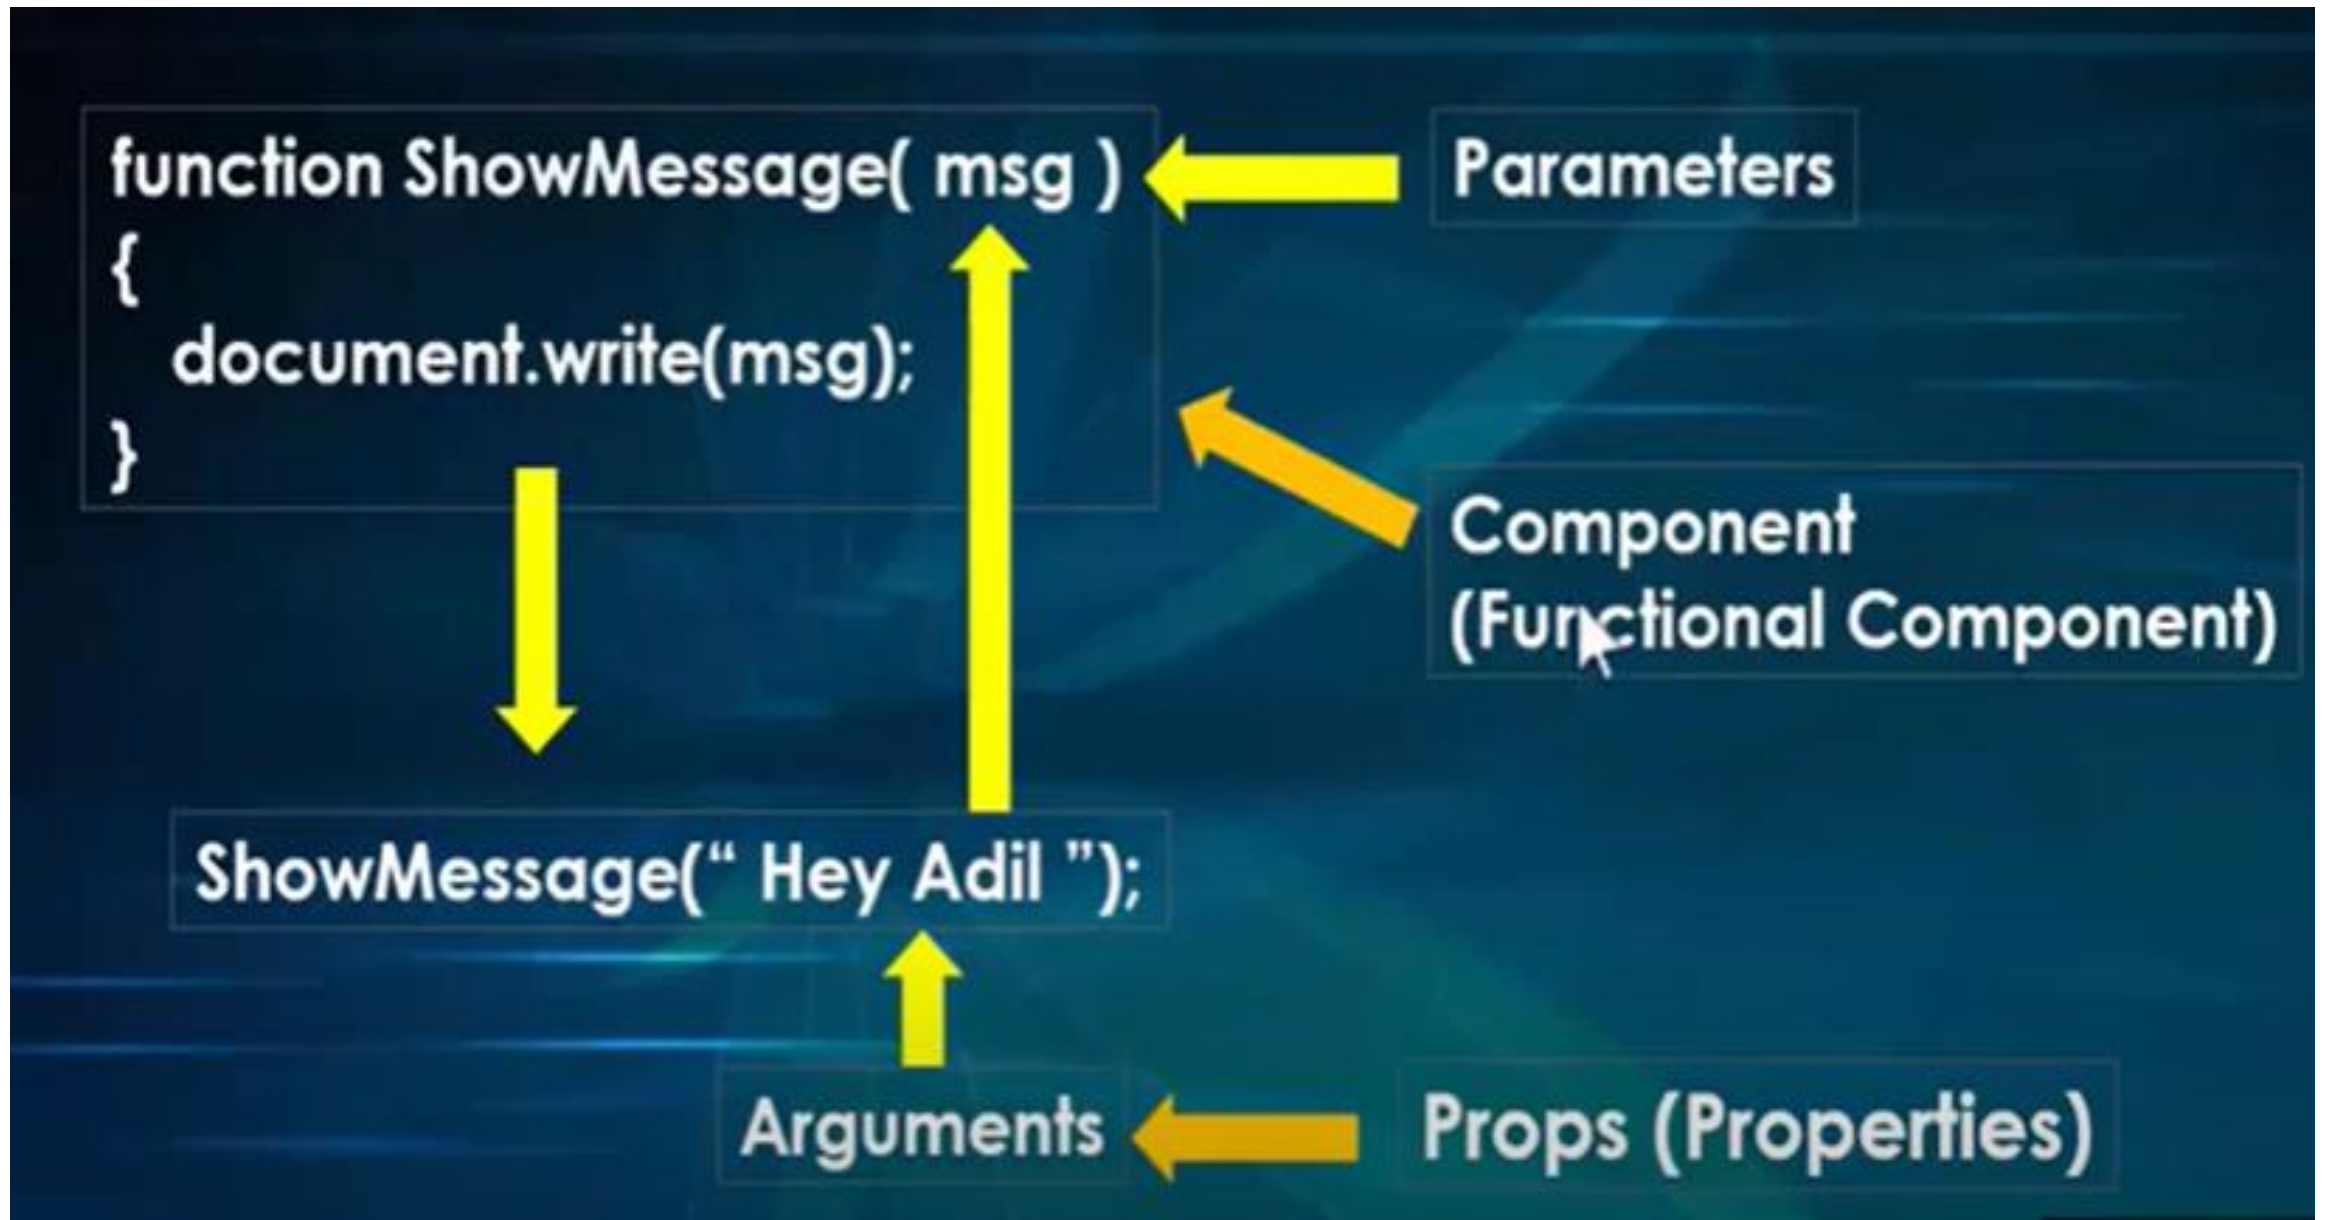 function ShowMessage( msg )
{
document.write(msg);
}
Parameters
Component
(Functional Component)
ShowMessage(“ Hey Adil ”);
Arguments
Props (Properties)